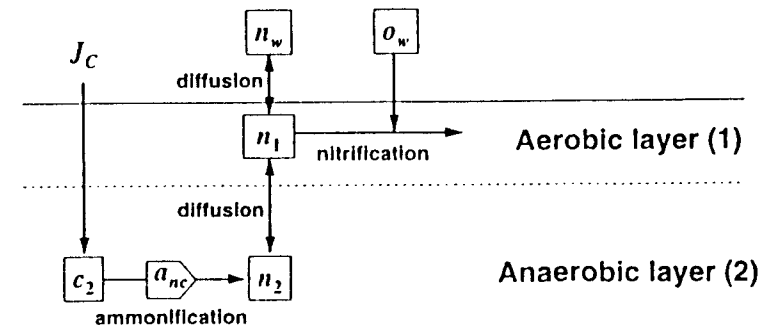 n_w
o_w
J_C
diffusion
n_1
nitrification
Aerobic layer (1)
diffusion
c_2
a_nc
n_2
Anaerobic layer (2)
ammonification